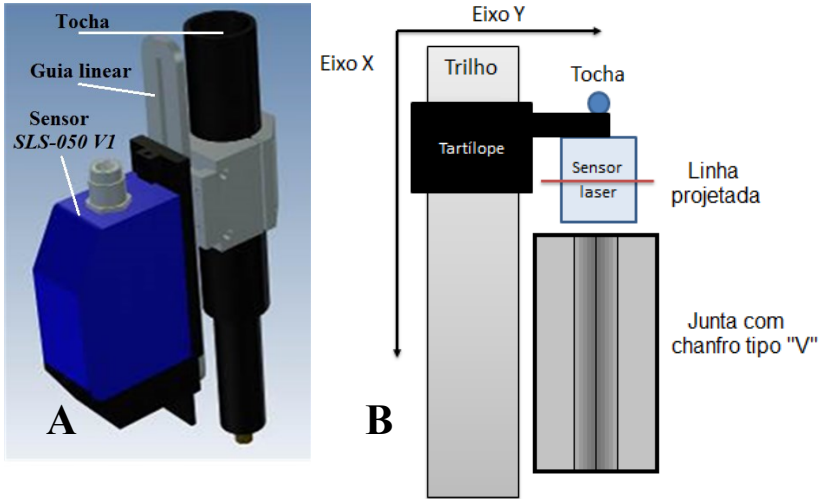 Tocha
Guia linear
Sensor
SLS-050 V1
A
Eixo Y
Eixo X
Trilho
Tocha
Tartílope
Sensor
laser
Linha
projetada
Junta com
chanfro tipo "V"
B